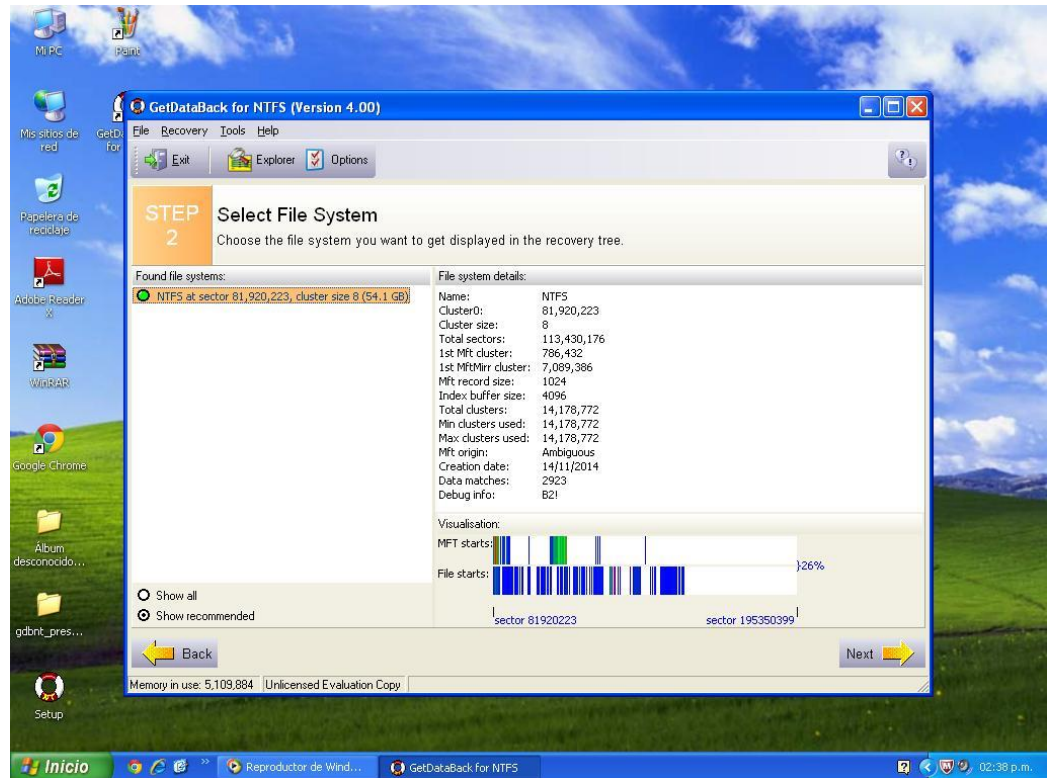 Mi PC
Paint
Mis sitios de red
GetD
for
Papelera de reciclaje
Adobe Reader X
WinRAR
Google Chrome
Álbum desconocido...
gdbnt_pres...
Setup
GetDataBack for NTFS (Version 4.00)
File Recovery Tools Help
Exit Explorer Options
STEP 2
Select File System
Choose the file system you want to get displayed in the recovery tree.
Found file systems:
NTFS at sector 81,920,223, cluster size 8 (54.1 GB)
Show all
Show recommended
File system details:
Name: NTFS
Cluster0: 81,920,223
Cluster size: 8
Total sectors: 113,430,176
1st Mft cluster: 786,432
1st MftMirr cluster: 7,089,386
Mft record size: 1024
Index buffer size: 4096
Total clusters: 14,178,772
Min clusters used: 14,178,772
Max clusters used: 14,178,772
Mft origin: Ambiguous
Creation date: 14/11/2014
Data matches: 2923
Debug info: B2!
Visualisation:
MFT starts:
File starts:
}26%
sector 81920223 sector 195350399
Back Next
Memory in use: 5,109,884 Unlicensed Evaluation Copy
Inicio » Reproductor de Wind... GetDataBack for NTFS 02:38 p.m.